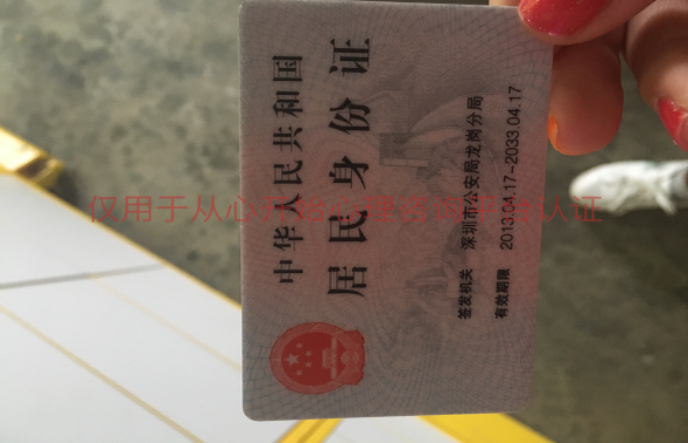 中华人民共和国
居民身份证
签发机关 深圳市公安局龙岗分局
有效期限 2013.04.17-2033.04.17
仅用于从心开始心理咨询平台认证